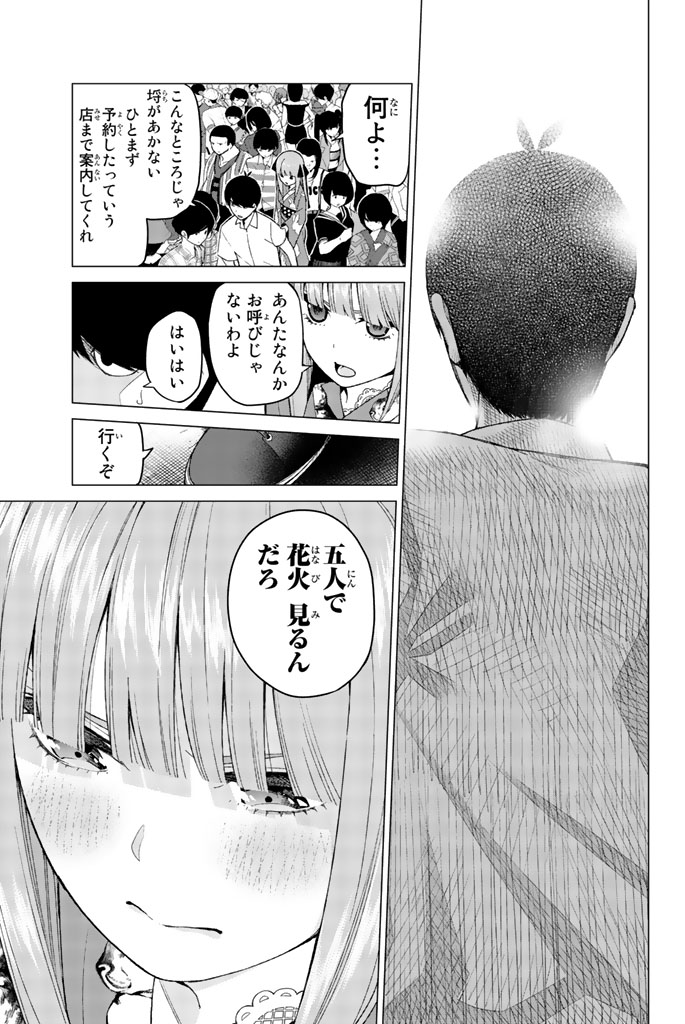 何よ…
こんなところじゃ
埒があかない
ひとまず
予約したっていう
店まで案内してくれ
あんたなんか
お呼びじゃ
ないわよ
はいはい
行くぞ
五人で
花火 見るん
だろ